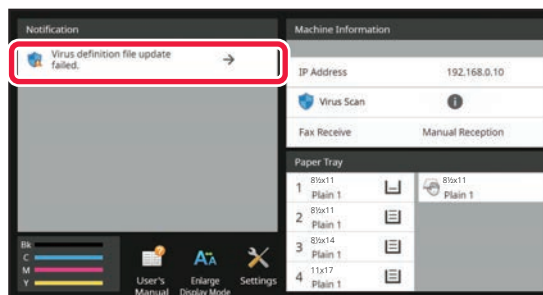 Notification
Virus definition file update
failed.
Machine Information
IP Address 192.168.0.10
Virus Scan
Fax Receive Manual Reception
Paper Tray
1 8½x11
Plain 1
2 8½x11
Plain 1
3 8½x14
Plain 1
4 11x17
Plain 1
8½x11
Plain 1
Bk
C
M
Y
User's
Manual
Enlarge
Display Mode
Settings